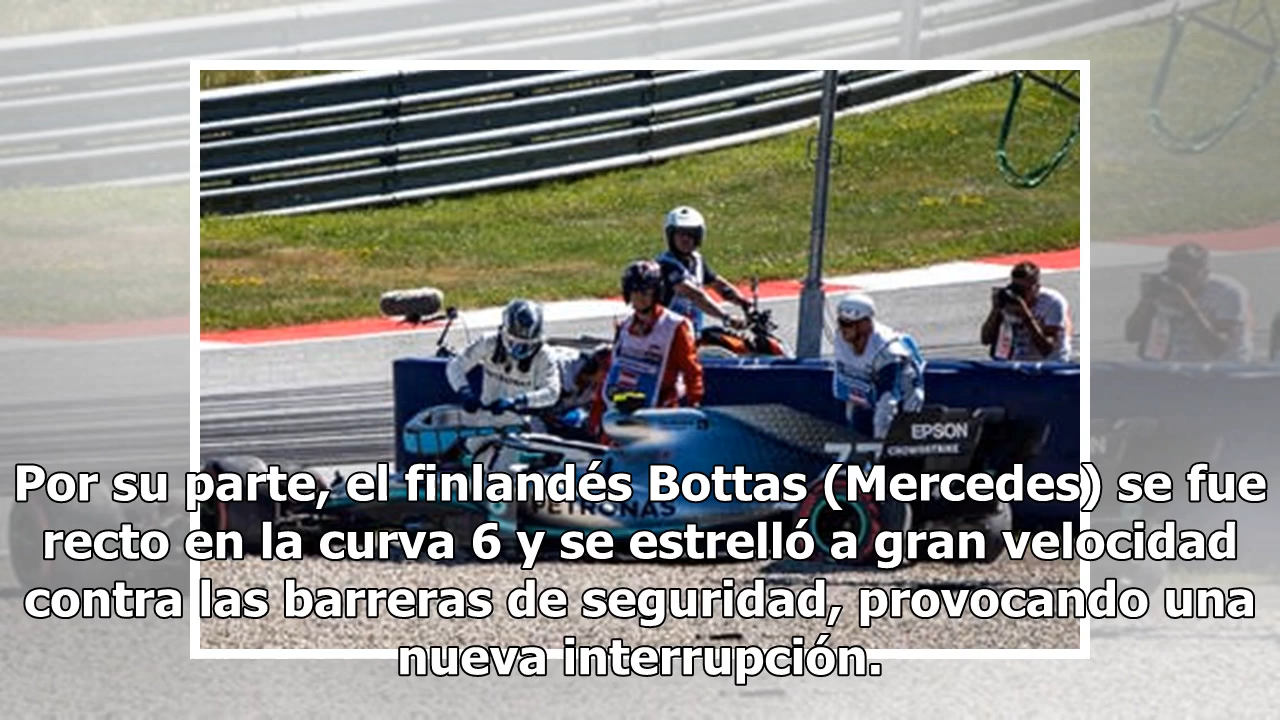 EPSON
CROWDSTRIKE
77
PETRONAS
Por su parte, el finlandés Bottas (Mercedes) se fue
recto en la curva 6 y se estrelló a gran velocidad
contra las barreras de seguridad, provocando una
nueva interrupción.